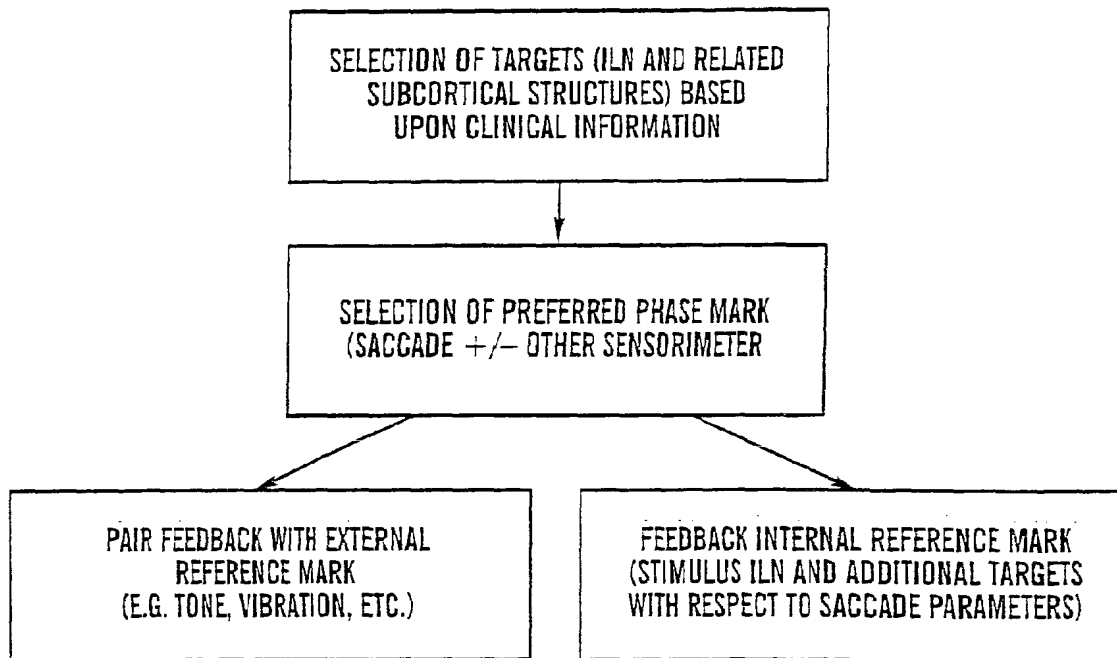 SELECTION OF TARGETS (ILN AND RELATED
SUBCORTICAL STRUCTURES) BASED
UPON CLINICAL INFORMATION
SELECTION OF PREFERRED PHASE MARK
(SACCADE +/− OTHER SENSORIMETER
PAIR FEEDBACK WITH EXTERNAL
REFERENCE MARK
(E.G. TONE, VIBRATION, ETC.)
FEEDBACK INTERNAL REFERENCE MARK
(STIMULUS ILN AND ADDITIONAL TARGETS
WITH RESPECT TO SACCADE PARAMETERS)